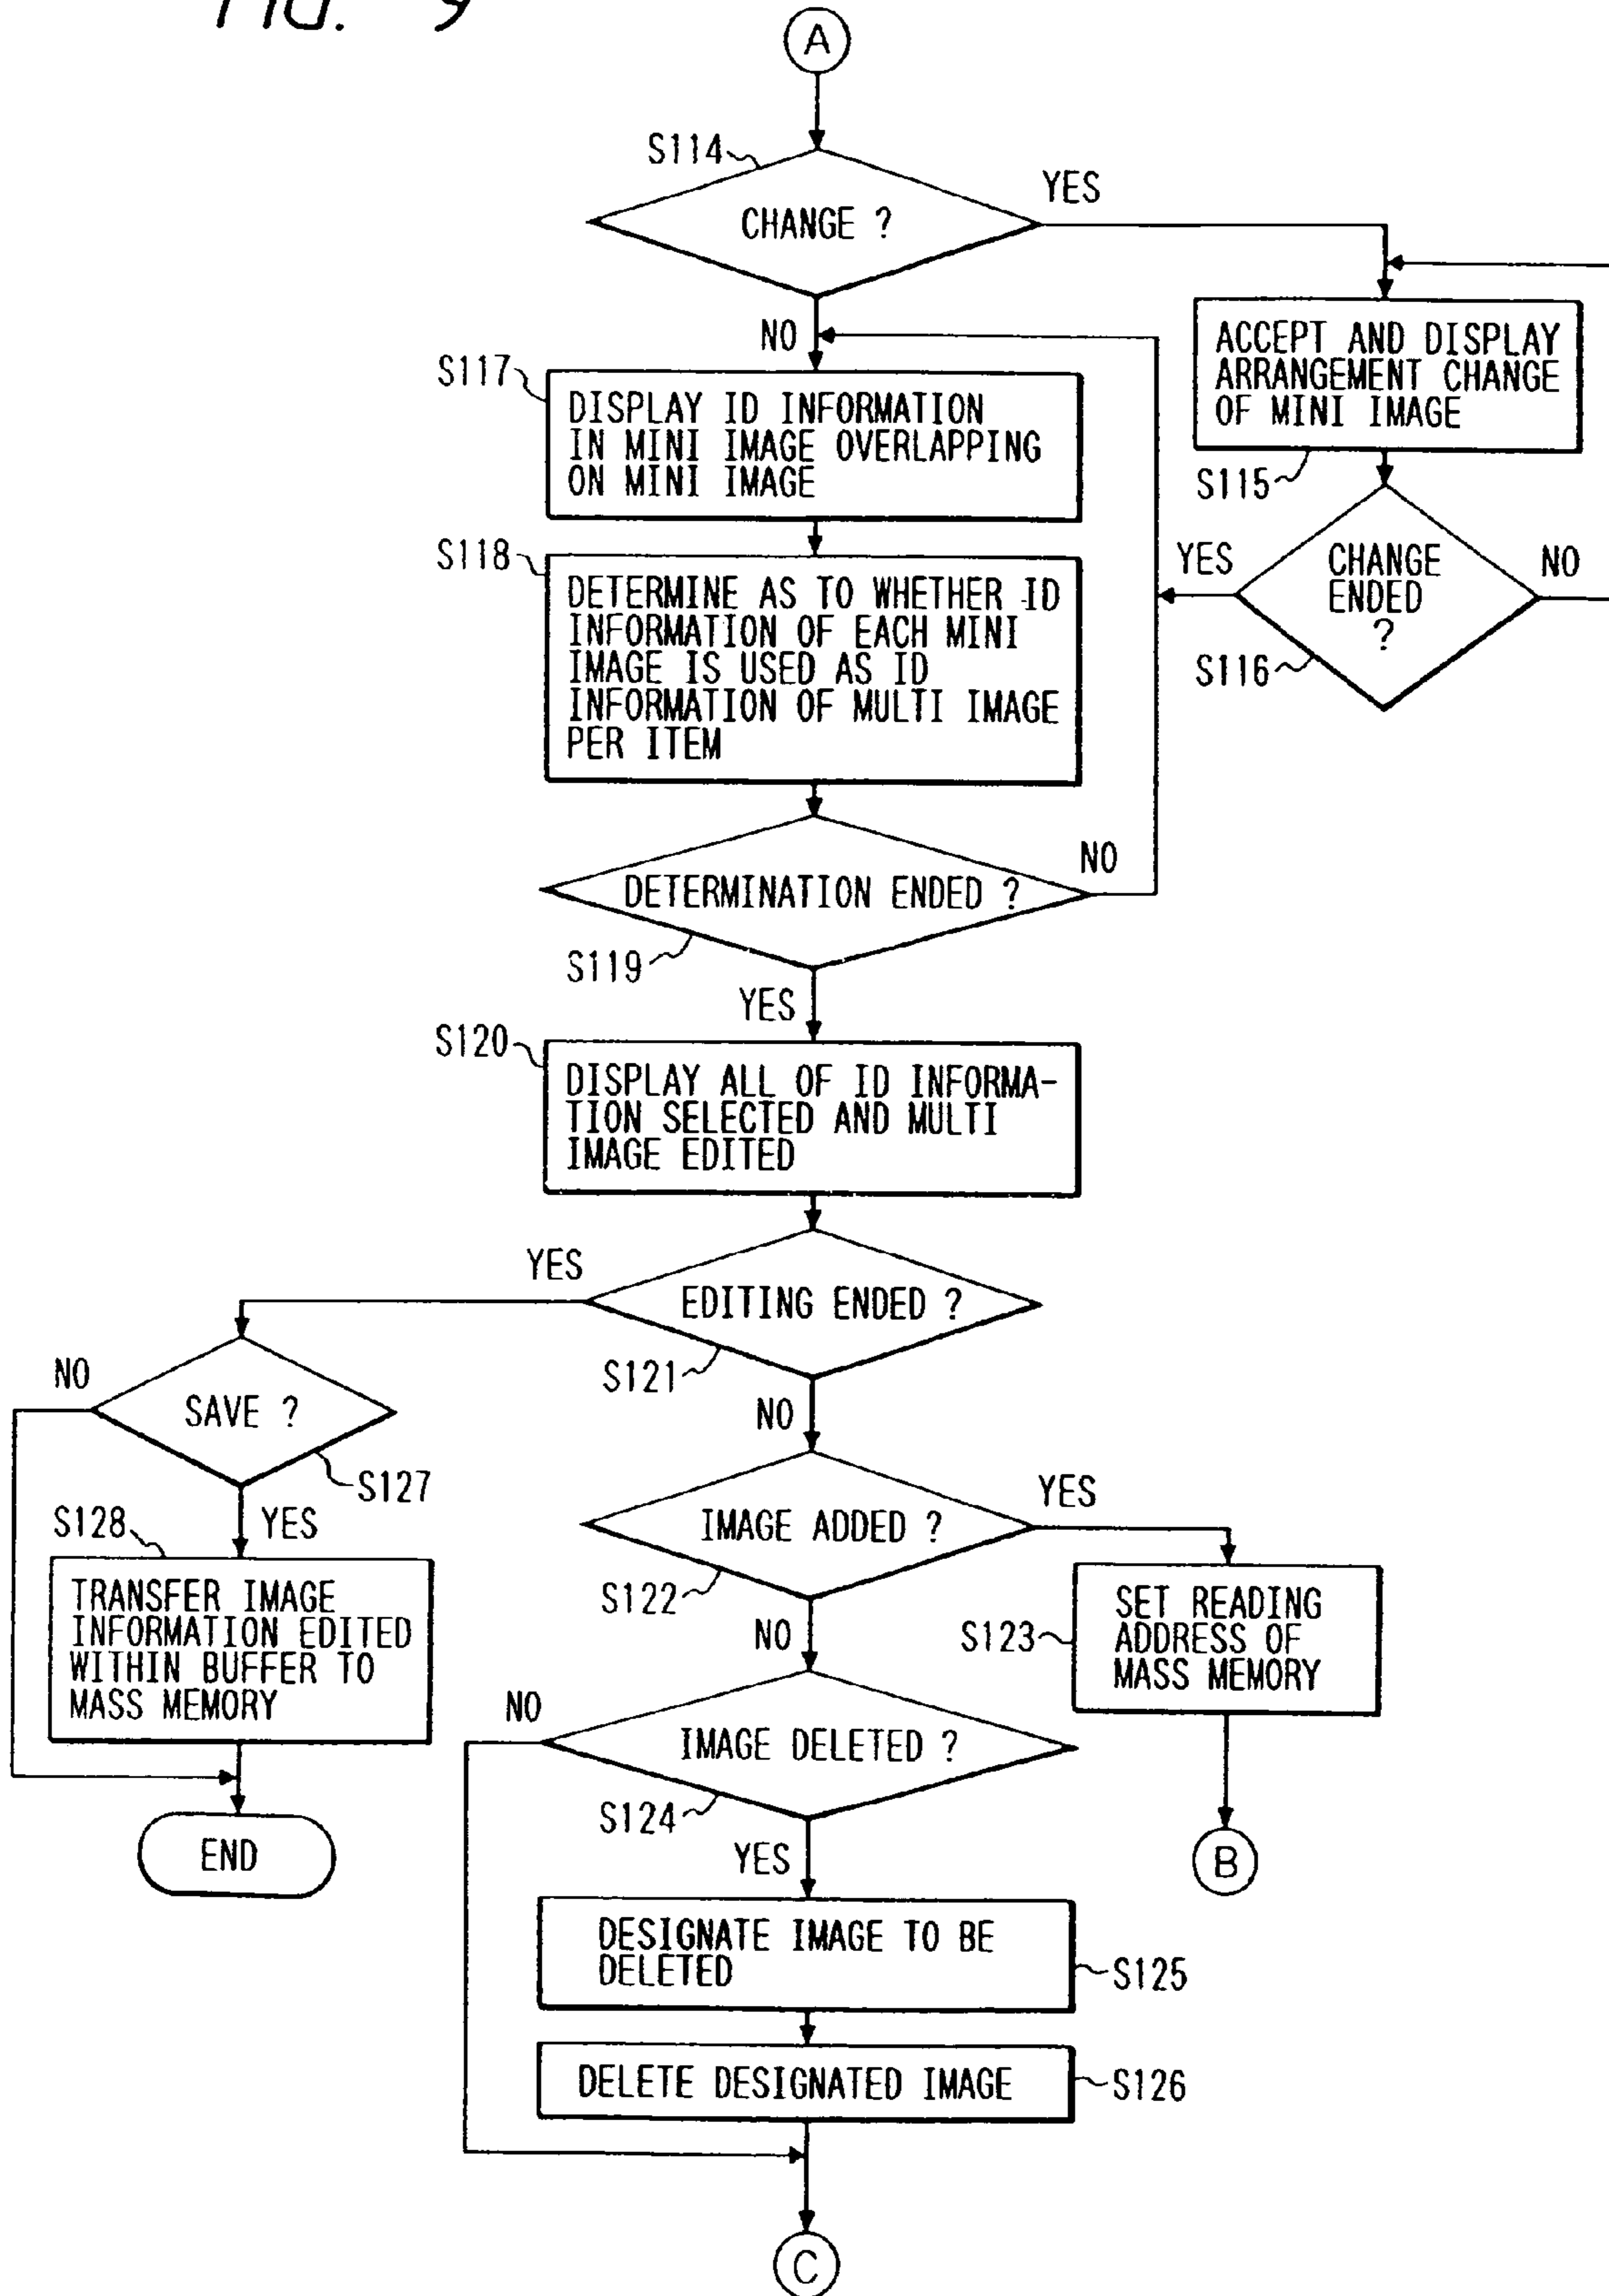 FIG. 9
A
S114
CHANGE ?
YES
NO
ACCEPT AND DISPLAY
ARRANGEMENT CHANGE
OF MINI IMAGE
S115
CHANGE
ENDED
?
YES
NO
S116
S117
DISPLAY ID INFORMATION
IN MINI IMAGE OVERLAPPING
ON MINI IMAGE
S118
DETERMINE AS TO WHETHER ID
INFORMATION OF EACH MINI
IMAGE IS USED AS ID
INFORMATION OF MULTI IMAGE
PER ITEM
DETERMINATION ENDED ?
NO
S119
YES
S120
DISPLAY ALL OF ID INFORMA-
TION SELECTED AND MULTI
IMAGE EDITED
YES
EDITING ENDED ?
S121
NO
NO
SAVE ?
S127
YES
S128
TRANSFER IMAGE
INFORMATION EDITED
WITHIN BUFFER TO
MASS MEMORY
END
IMAGE ADDED ?
YES
S122
NO
S123
SET READING
ADDRESS OF
MASS MEMORY
B
NO
IMAGE DELETED ?
S124
YES
DESIGNATE IMAGE TO BE
DELETED
S125
DELETE DESIGNATED IMAGE
S126
C